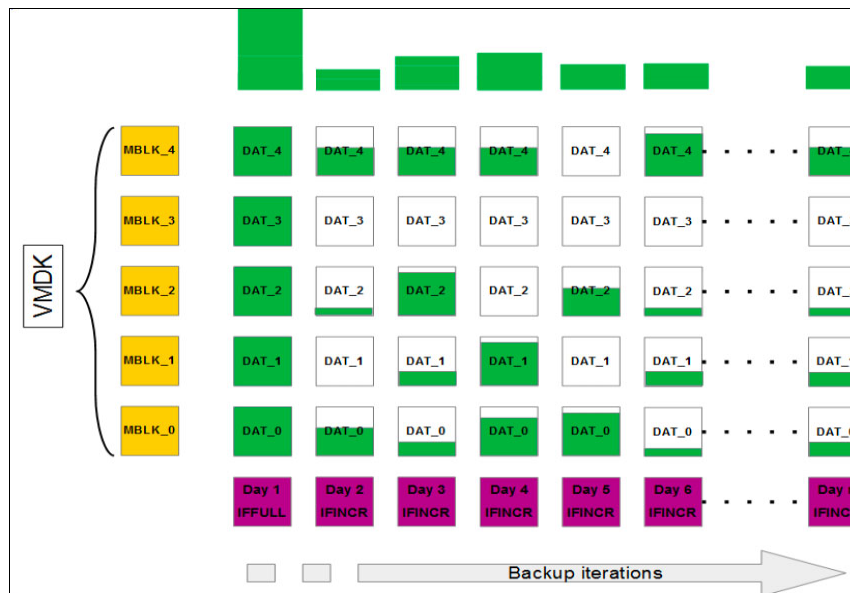 MBLK_4 DAT_4 DAT_4 DAT_4 DAT_4 DAT_4 DAT_4
MBLK_3 DAT_3 DAT_3 DAT_3 DAT_3 DAT_3 DAT_3
VMDK
MBLK_2 DAT_2 DAT_2 DAT_2 DAT_2 DAT_2 DAT_2
MBLK_1 DAT_1 DAT_1 DAT_1 DAT_1 DAT_1 DAT_1
MBLK_0 DAT_0 DAT_0 DAT_0 DAT_0 DAT_0 DAT_0
Day 1 Day 2 Day 3 Day 4 Day 5 Day 6 Day
IFFULL IFINCR IFINCR IFINCR IFINCR IFINCR
Backup iterations